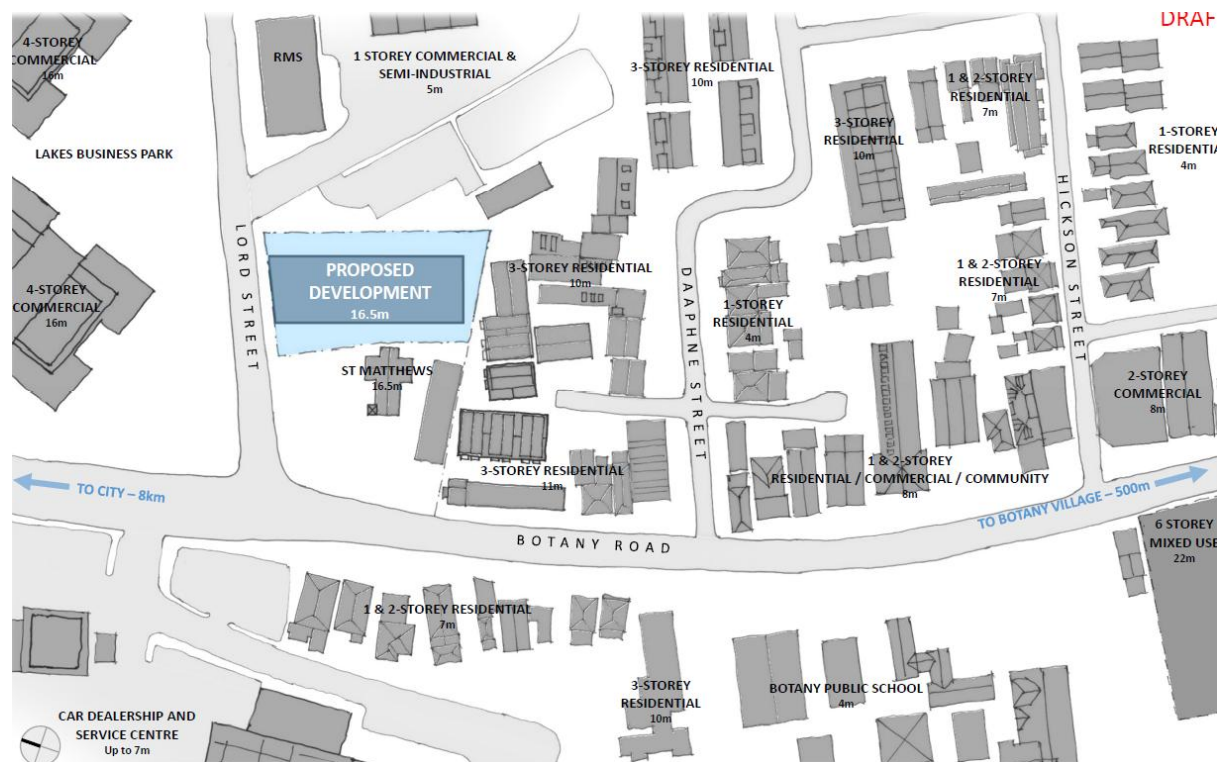 DRAF
4-STOREY
COMMERCIAL
16m
RMS
1 STOREY COMMERCIAL &
SEMI-INDUSTRIAL
5m
3-STOREY RESIDENTIAL
10m
1 & 2-STOREY
RESIDENTIAL
7m
3-STOREY
RESIDENTIAL
10m
1-STOREY
RESIDENTIA
4m
LAKES BUSINESS PARK
HICKSON STREET
LORD STREET
PROPOSED
DEVELOPMENT
16.5m
3-STOREY RESIDENTIAL
10m
DAAPHNE STREET
1 & 2-STOREY
RESIDENTIAL
7m
4-STOREY
COMMERCIAL
16m
1-STOREY
RESIDENTIAL
4m
ST MATTHEWS
16.5m
2-STOREY
COMMERCIAL
8m
3-STOREY RESIDENTIAL
11m
1 & 2-STOREY
RESIDENTIAL / COMMERCIAL / COMMUNITY
8m
TO CITY – 8km
TO BOTANY VILLAGE – 500m
BOTANY ROAD
6 STOREY
MIXED USE
22m
1 & 2-STOREY RESIDENTIAL
7m
3-STOREY
RESIDENTIAL
10m
BOTANY PUBLIC SCHOOL
4m
CAR DEALERSHIP AND
SERVICE CENTRE
Up to 7m